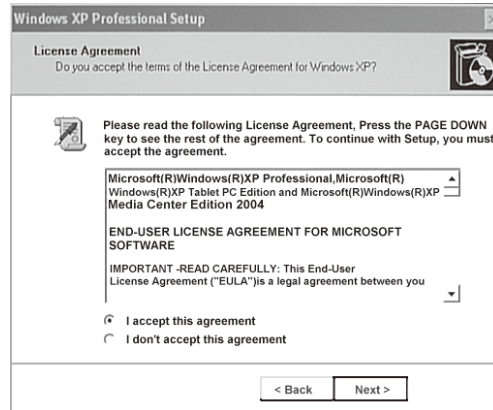 Windows XP Professional Setup
License Agreement
Do you accept the terms of the License Agreement for Windows XP?
Please read the following License Agreement, Press the PAGE DOWN
key to see the rest of the agreement. To continue with Setup, you must
accept the agreement.
Microsoft(R)Windows(R)XP Professional,Microsoft(R)
Windows(R)XP Tablet PC Edition and Microsoft(R)Windows(R)XP
Media Center Edition 2004
END-USER LICENSE AGREEMENT FOR MICROSOFT
SOFTWARE
IMPORTANT -READ CAREFULLY: This End-User
License Agreement ("EULA")is a legal agreement between you
I accept this agreement
I don't accept this agreement
< Back
Next >